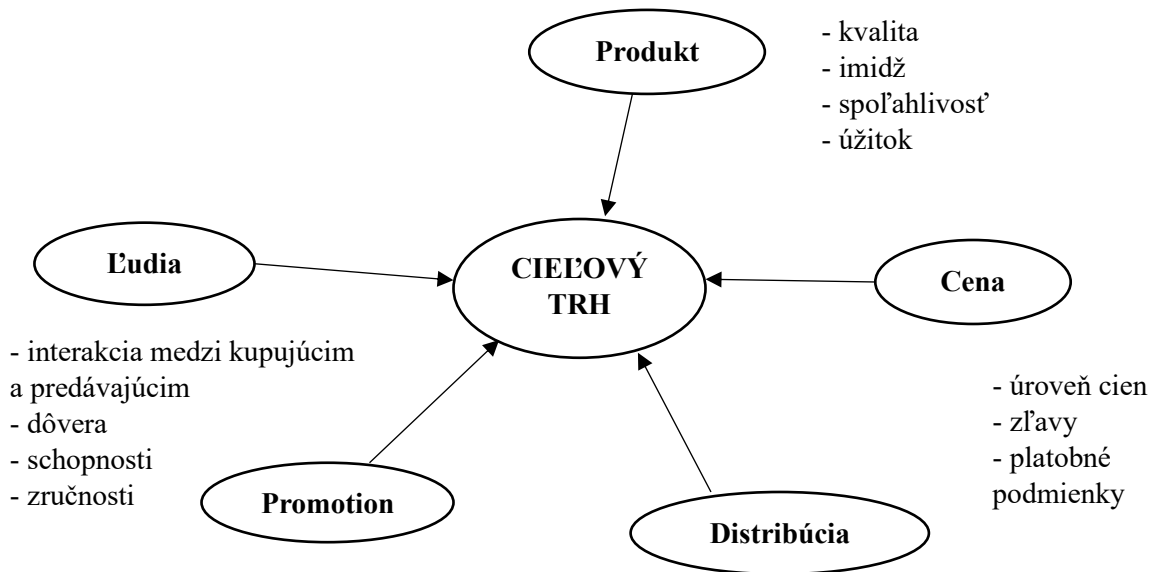 Produkt
- kvalita
- imidž
- spoľahlivosť
- úžitok
Ľudia
CIEĽOVÝ
TRH
Cena
- interakcia medzi kupujúcim
a predávajúcim
- dôvera
- schopnosti
- zručnosti
- úroveň cien
- zľavy
- platobné
podmienky
Promotion
Distribúcia